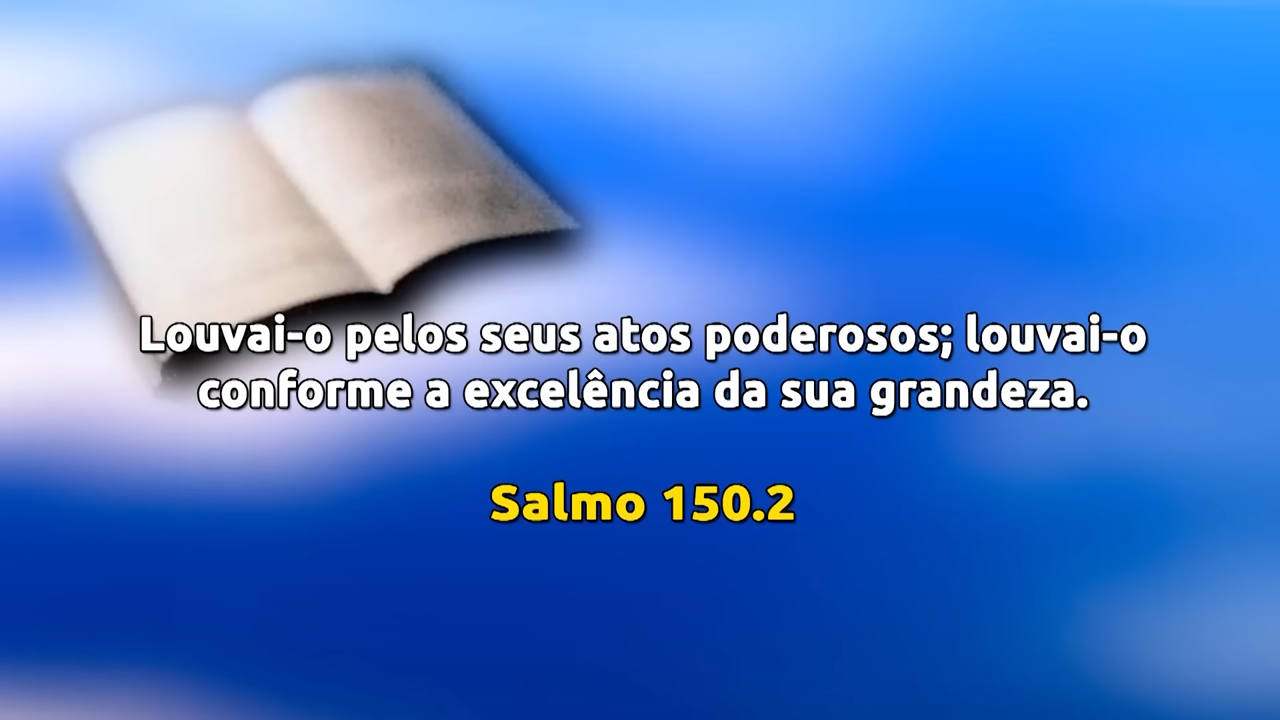 Louvai-o pelos seus atos poderosos; louvai-o
conforme a excelência da sua grandeza.
Salmo 150.2